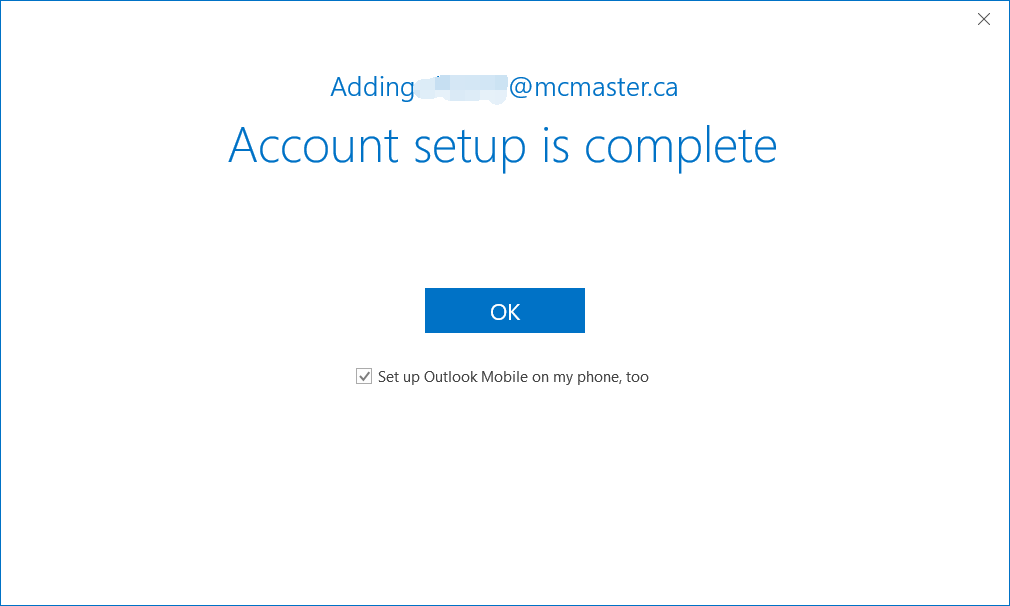 Adding @mcmaster.ca
Account setup is complete
OK
Set up Outlook Mobile on my phone, too